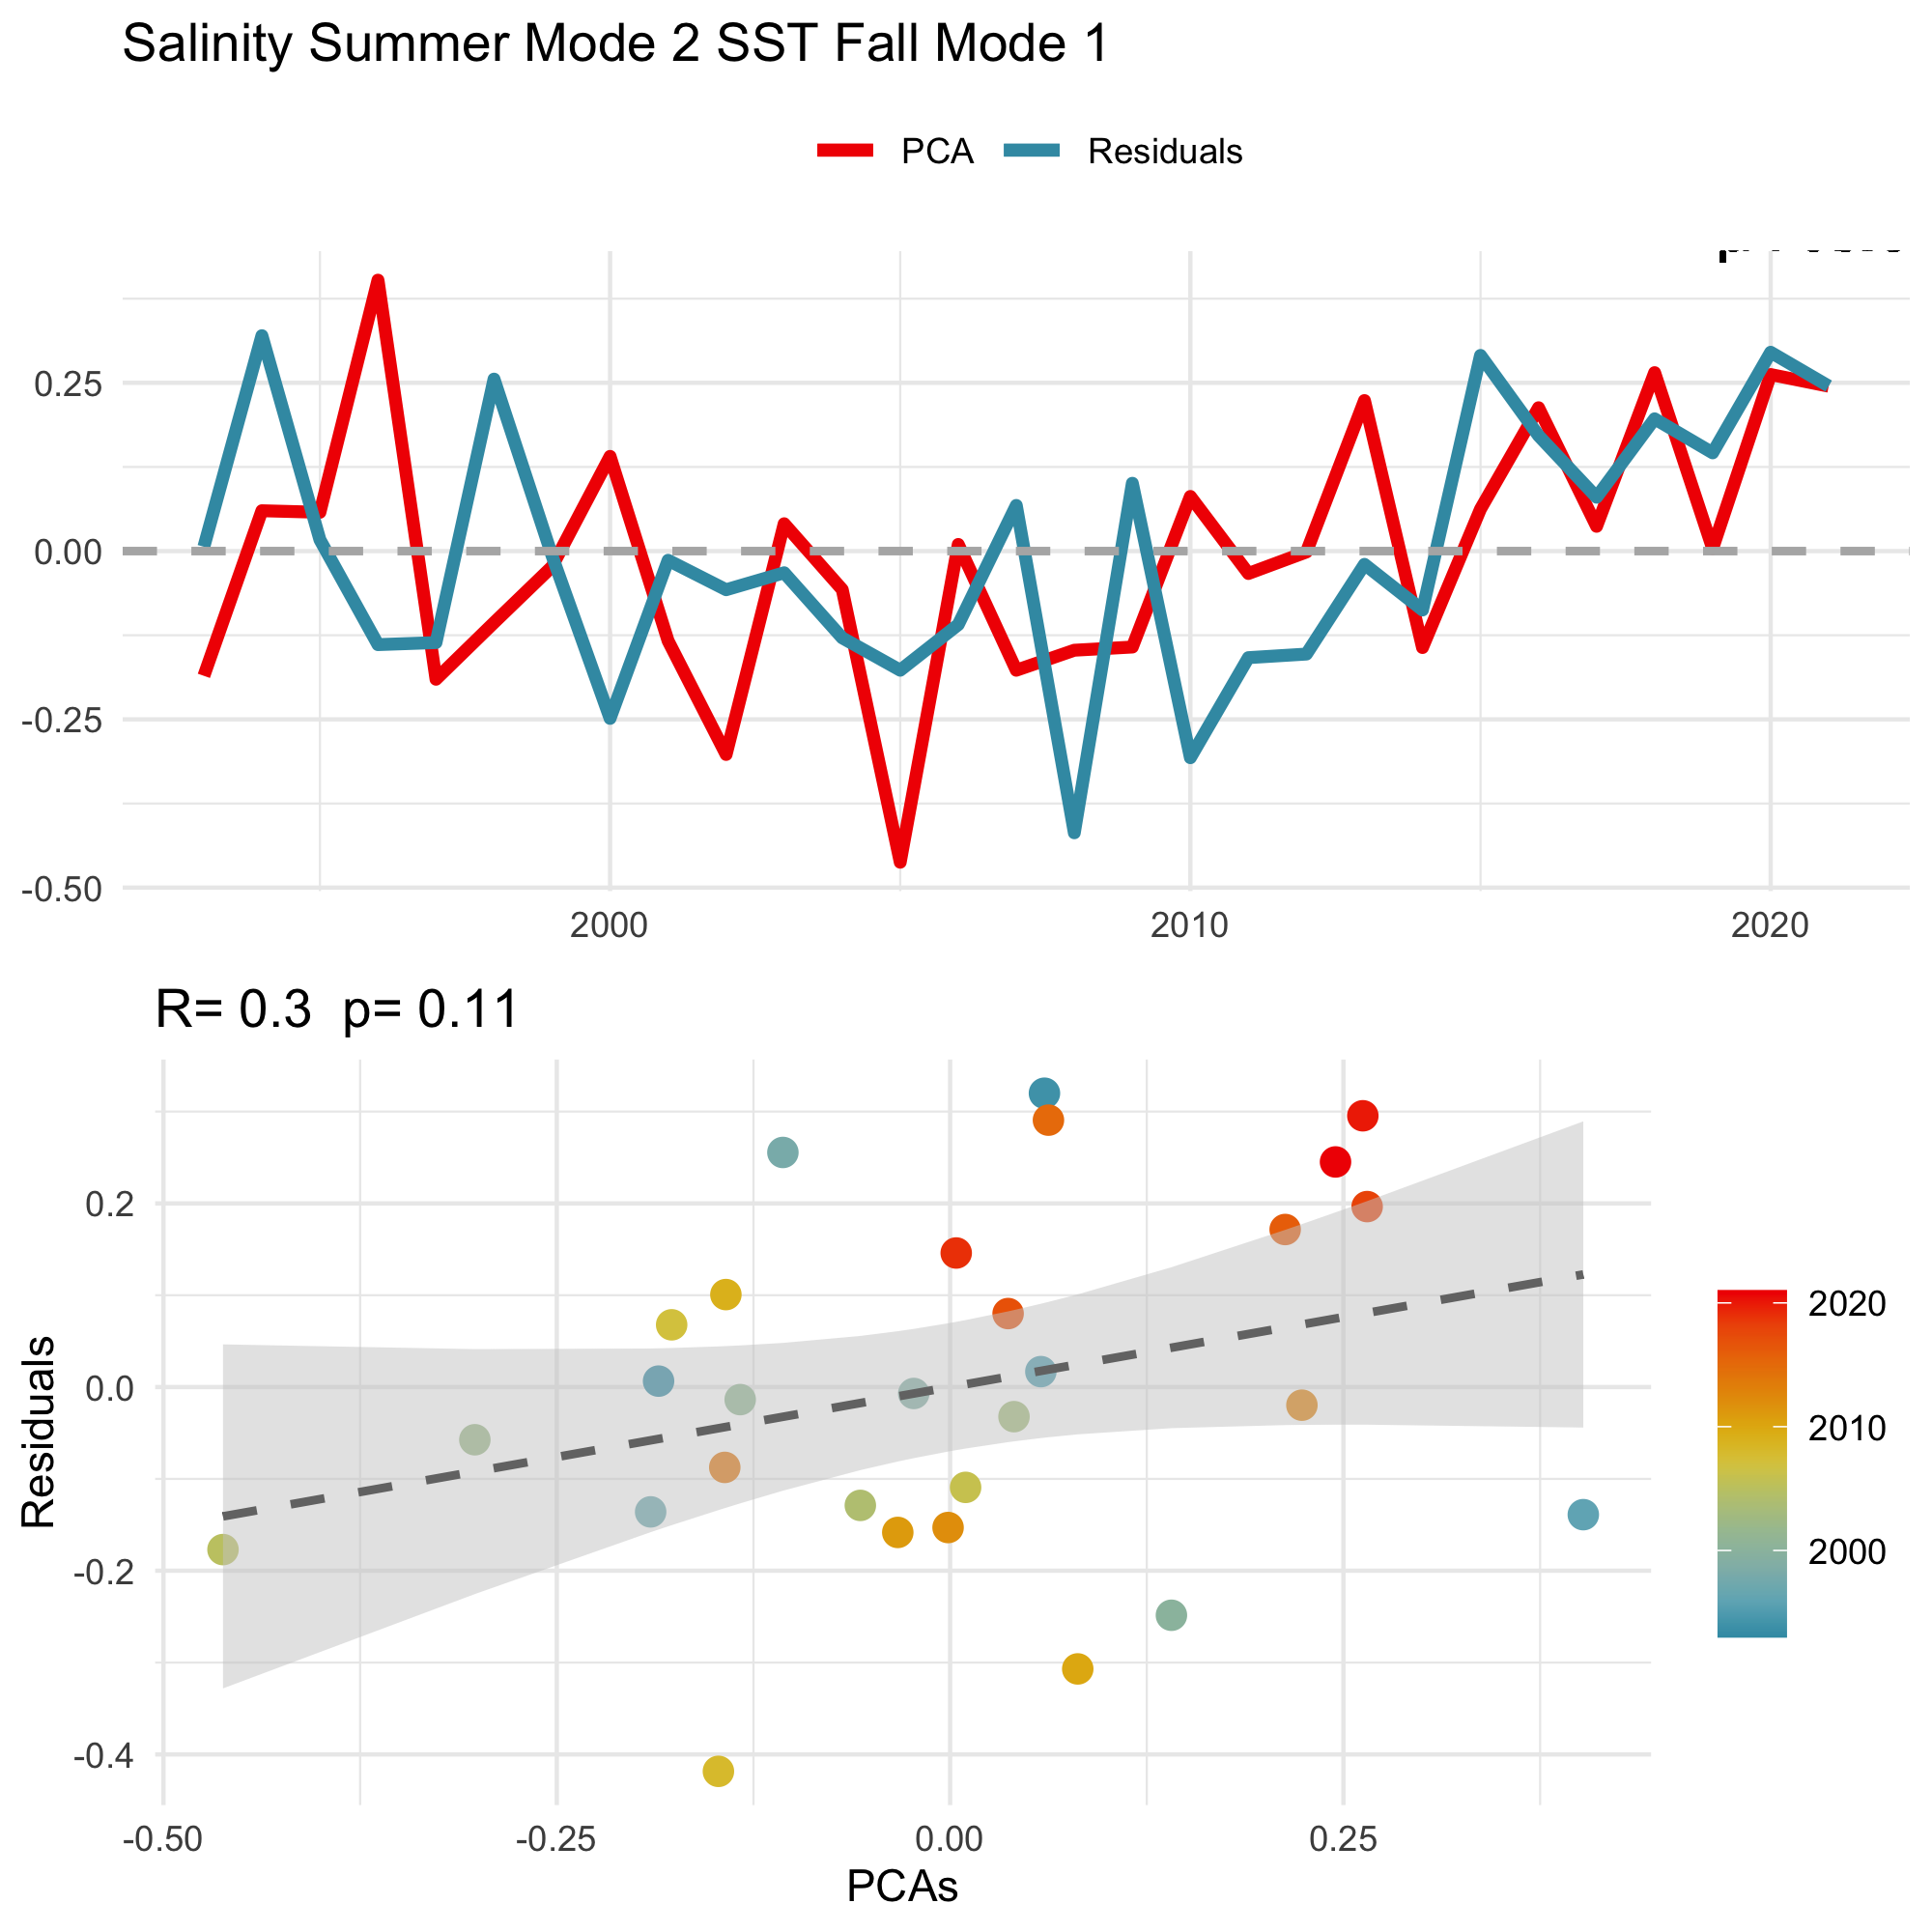 Salinity Summer Mode 2 SST Fall Mode 1
PCA Residuals
0.25
0.00
-0.25
-0.50
2000 2010 2020
R= 0.3 p= 0.11
Residuals
0.2
0.0
-0.2
-0.4
-0.50 -0.25 0.00 0.25
PCAs
2020
2010
2000